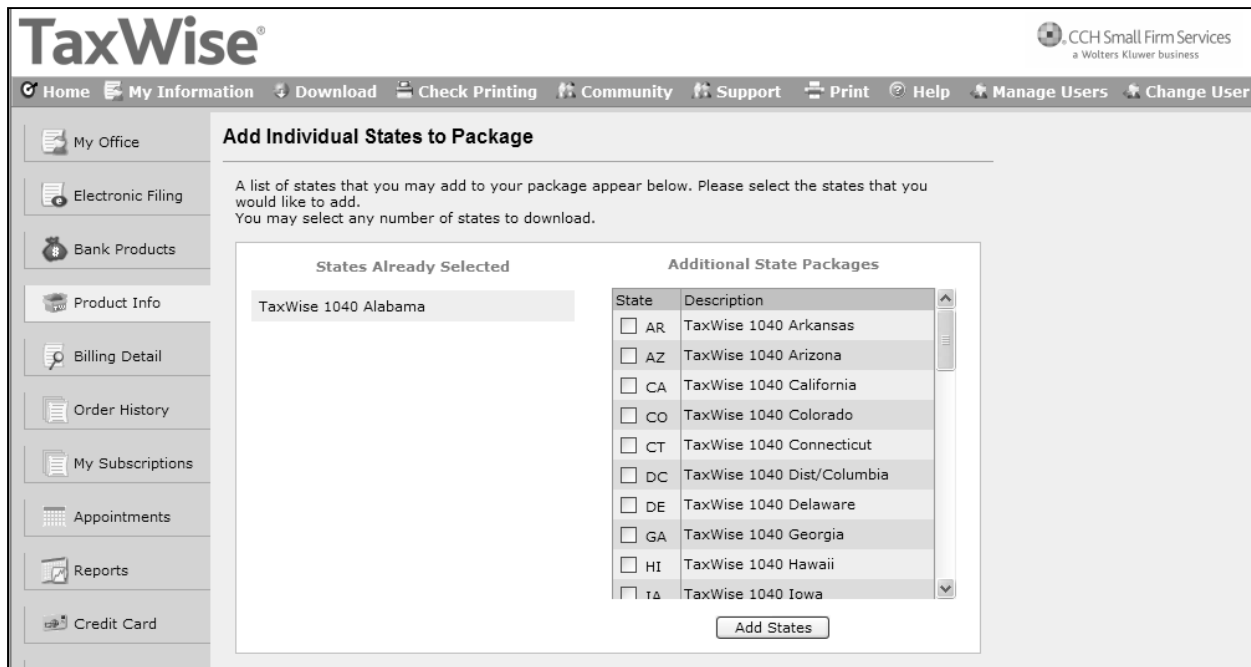 TaxWise®
CCH Small Firm Services
a Wolters Kluwer business
Home My Information Download Check Printing Community Support Print Help Manage Users Change User
My Office
Electronic Filing
Bank Products
Product Info
Billing Detail
Order History
My Subscriptions
Appointments
Reports
Credit Card
Add Individual States to Package
A list of states that you may add to your package appear below. Please select the states that you
would like to add.
You may select any number of states to download.
States Already Selected
TaxWise 1040 Alabama
Additional State Packages
State Description
AR TaxWise 1040 Arkansas
AZ TaxWise 1040 Arizona
CA TaxWise 1040 California
CO TaxWise 1040 Colorado
CT TaxWise 1040 Connecticut
DC TaxWise 1040 Dist/Columbia
DE TaxWise 1040 Delaware
GA TaxWise 1040 Georgia
HI TaxWise 1040 Hawaii
IA TaxWise 1040 Iowa
Add States